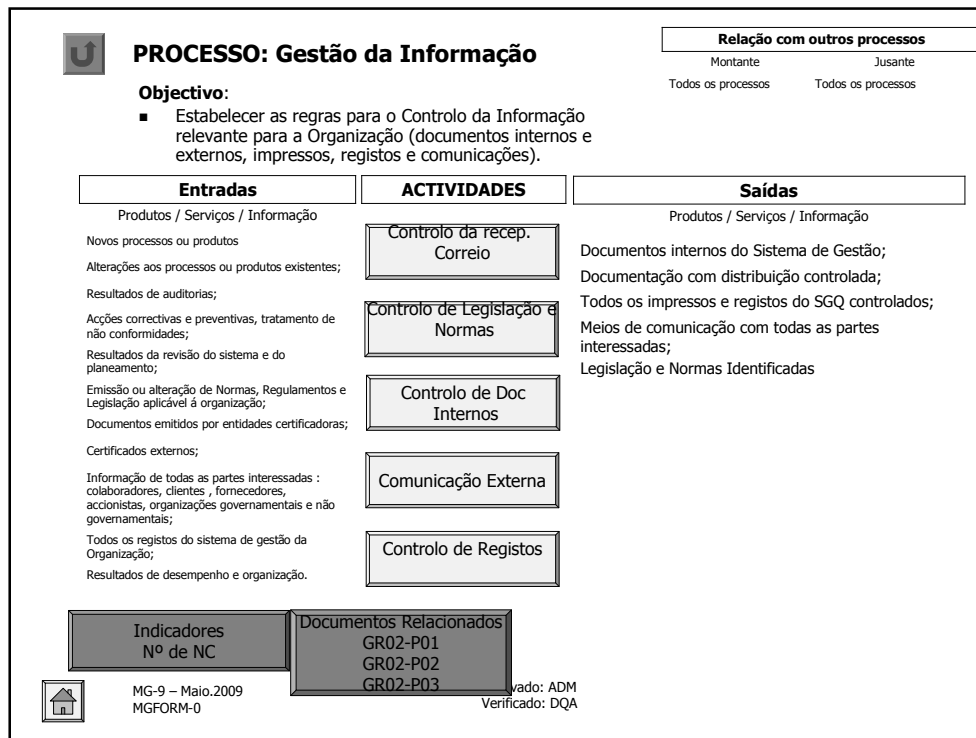 PROCESSO: Gestão da Informação
Relação com outros processos
Montante
Jusante
Todos os processos
Todos os processos
Objectivo:
Estabelecer as regras para o Controlo da Informação
relevante para a Organização (documentos internos e
externos, impressos, registos e comunicações).
Entradas
Produtos / Serviços / Informação
Novos processos ou produtos
Alterações aos processos ou produtos existentes;
Resultados de auditorias;
Acções correctivas e preventivas, tratamento de
não conformidades;
Resultados da revisão do sistema e do
planeamento;
Emissão ou alteração de Normas, Regulamentos e
Legislação aplicável á organização;
Documentos emitidos por entidades certificadoras;
Certificados externos;
Informação de todas as partes interessadas :
colaboradores, clientes , fornecedores,
accionistas, organizações governamentais e não
governamentais;
Todos os registos do sistema de gestão da
Organização;
Resultados de desempenho e organização.
ACTIVIDADES
Controlo da recep.
Correio
Controlo de Legislação e
Normas
Controlo de Doc
Internos
Comunicação Externa
Controlo de Registos
Saídas
Produtos / Serviços / Informação
Documentos internos do Sistema de Gestão;
Documentação com distribuição controlada;
Todos os impressos e registos do SGQ controlados;
Meios de comunicação com todas as partes
interessadas;
Legislação e Normas Identificadas
Indicadores
Nº de NC
Documentos Relacionados
GR02-P01
GR02-P02
GR02-P03
MG-9 – Maio.2009
MGFORM-0
vado: ADM
Verificado: DQA